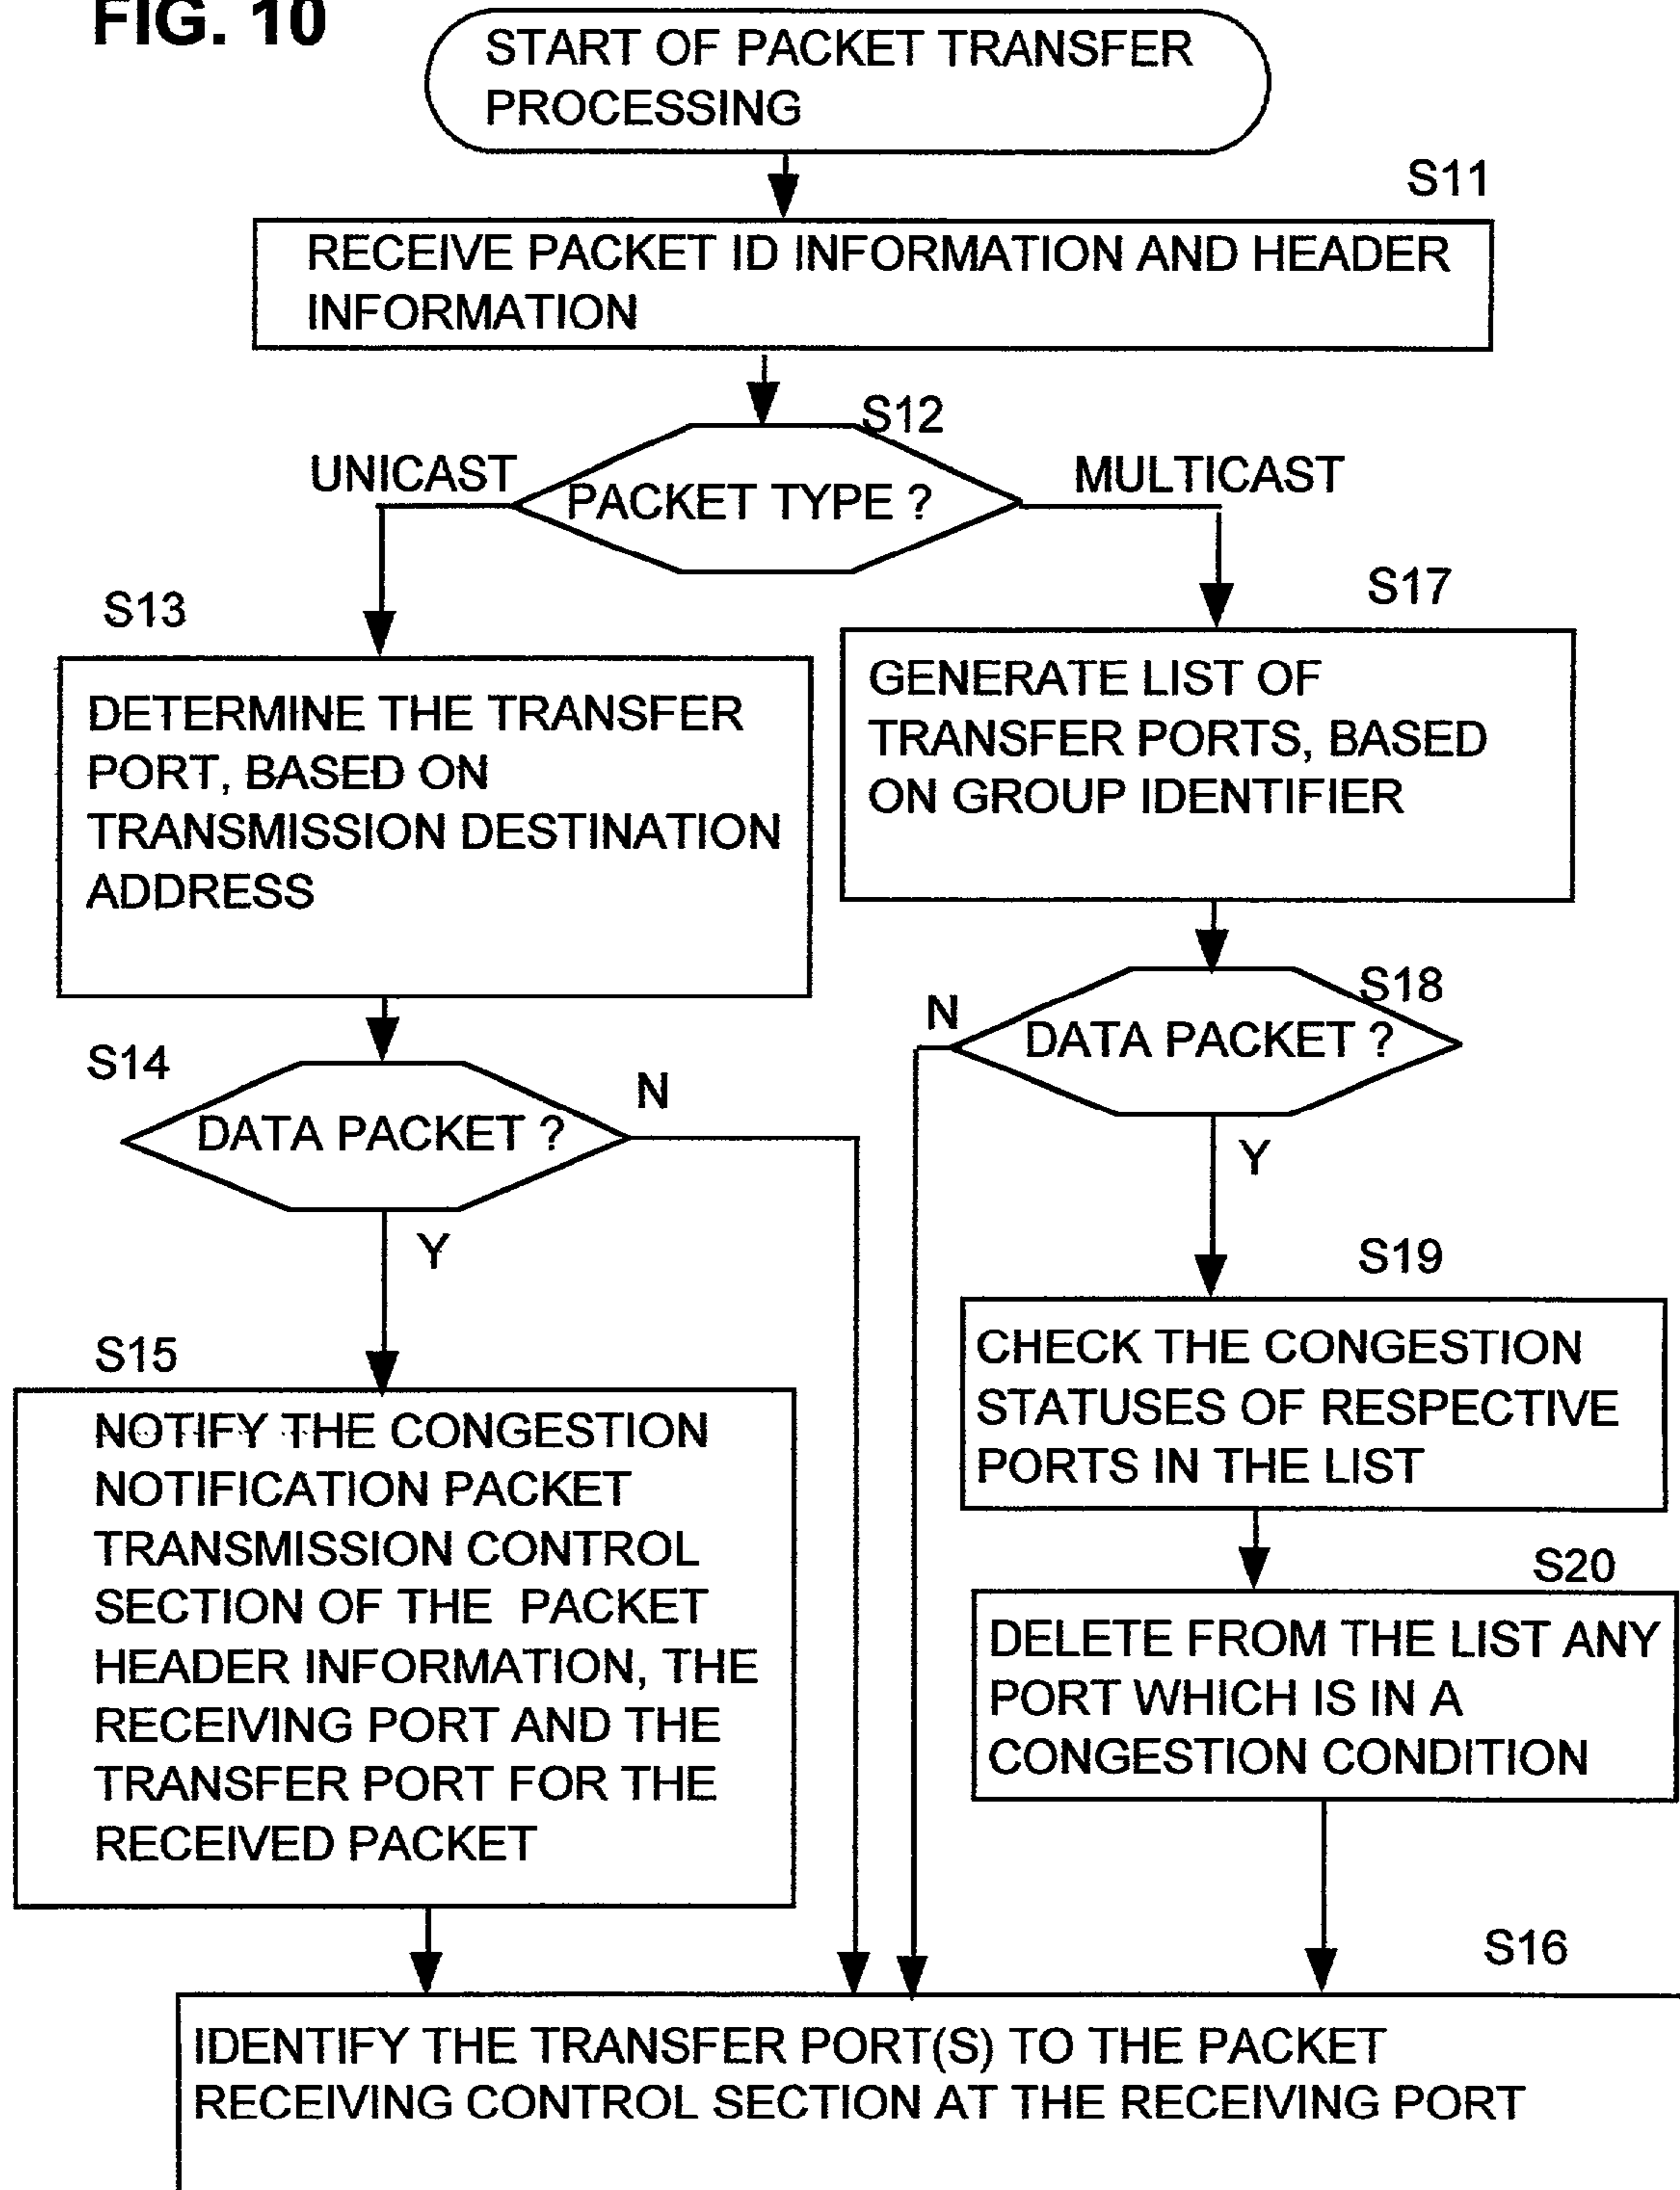 FIG. 10
START OF PACKET TRANSFER
PROCESSING
S11
RECEIVE PACKET ID INFORMATION AND HEADER
INFORMATION
S12
UNICAST
PACKET TYPE ?
MULTICAST
S13
DETERMINE THE TRANSFER
PORT, BASED ON
TRANSMISSION DESTINATION
ADDRESS
S17
GENERATE LIST OF
TRANSFER PORTS, BASED
ON GROUP IDENTIFIER
S14
DATA PACKET ?
N
Y
S18
N
DATA PACKET ?
Y
S15
NOTIFY THE CONGESTION
NOTIFICATION PACKET
TRANSMISSION CONTROL
SECTION OF THE PACKET
HEADER INFORMATION, THE
RECEIVING PORT AND THE
TRANSFER PORT FOR THE
RECEIVED PACKET
S19
CHECK THE CONGESTION
STATUSES OF RESPECTIVE
PORTS IN THE LIST
S20
DELETE FROM THE LIST ANY
PORT WHICH IS IN A
CONGESTION CONDITION
S16
IDENTIFY THE TRANSFER PORT(S) TO THE PACKET
RECEIVING CONTROL SECTION AT THE RECEIVING PORT